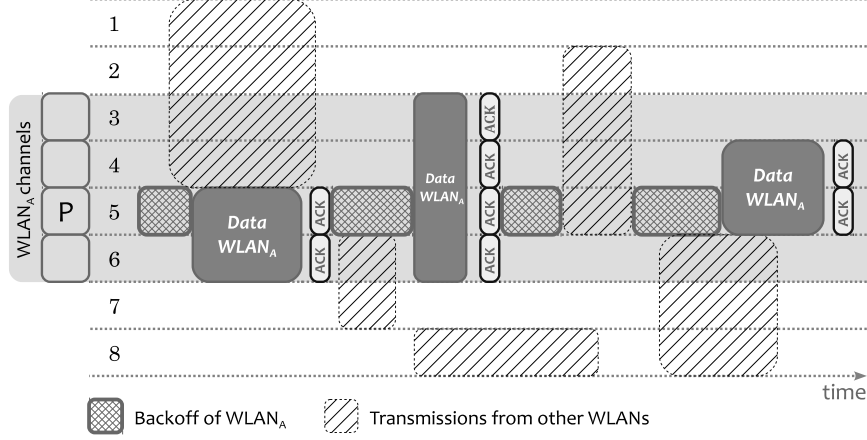 1
2
3
4
5
6
7
8
WLANA channels
P
Data
WLANA
ACK
ACK
Data
WLANA
ACK
ACK
ACK
ACK
Data
WLANA
ACK
ACK
time
Backoff of WLANA
Transmissions from other WLANs